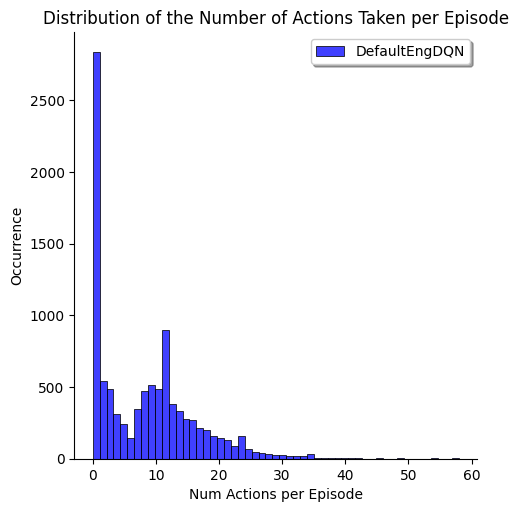 Distribution of the Number of Actions Taken per Episode
DefaultEngDQN
Occurrence
2500
2000
1500
1000
500
0
0 10 20 30 40 50 60
Num Actions per Episode